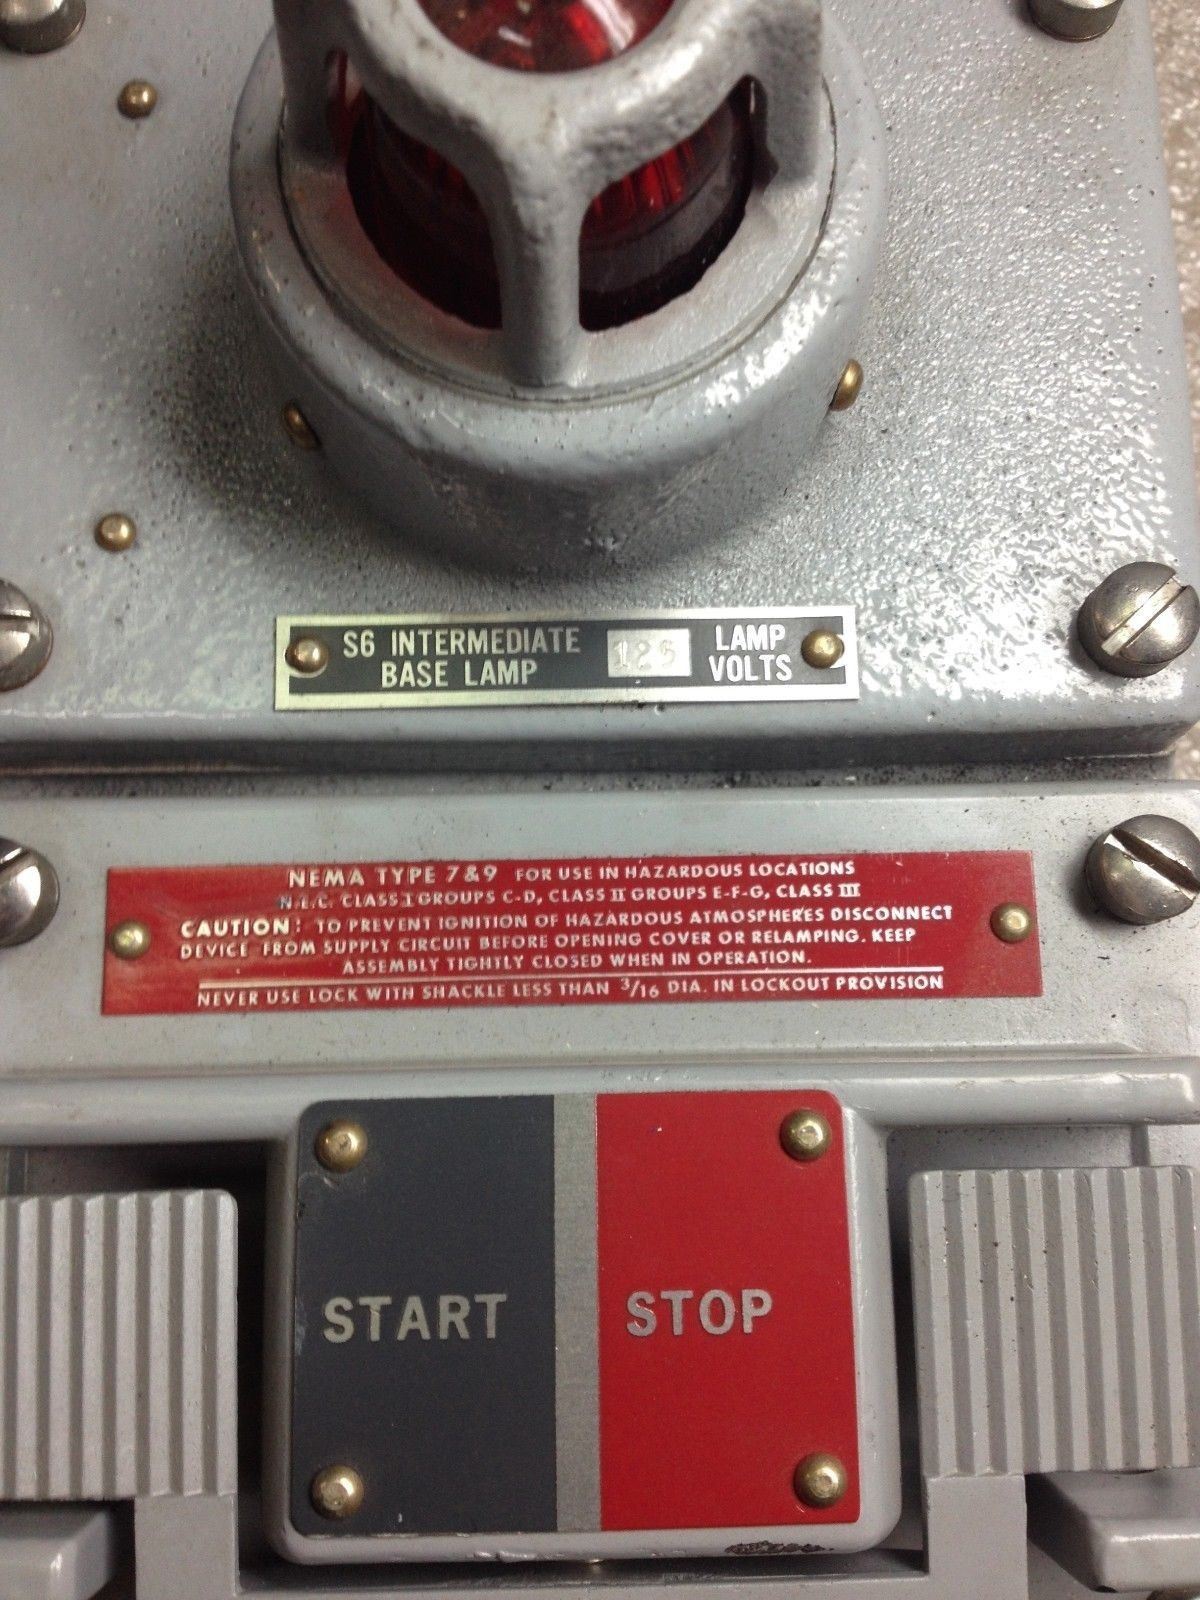 S6 INTERMEDIATE
BASE LAMP
125
LAMP
VOLTS
NEMA TYPE 7 & 9 FOR USE IN HAZARDOUS LOCATIONS
N.E.C. CLASS I GROUPS C-D, CLASS II GROUPS E-F-G, CLASS III
CAUTION: TO PREVENT IGNITION OF HAZARDOUS ATMOSPHERES DISCONNECT
DEVICE FROM SUPPLY CIRCUIT BEFORE OPENING COVER OR RELAMPING. KEEP
ASSEMBLY TIGHTLY CLOSED WHEN IN OPERATION.
NEVER USE LOCK WITH SHACKLE LESS THAN 3/16 DIA. IN LOCKOUT PROVISION
START
STOP